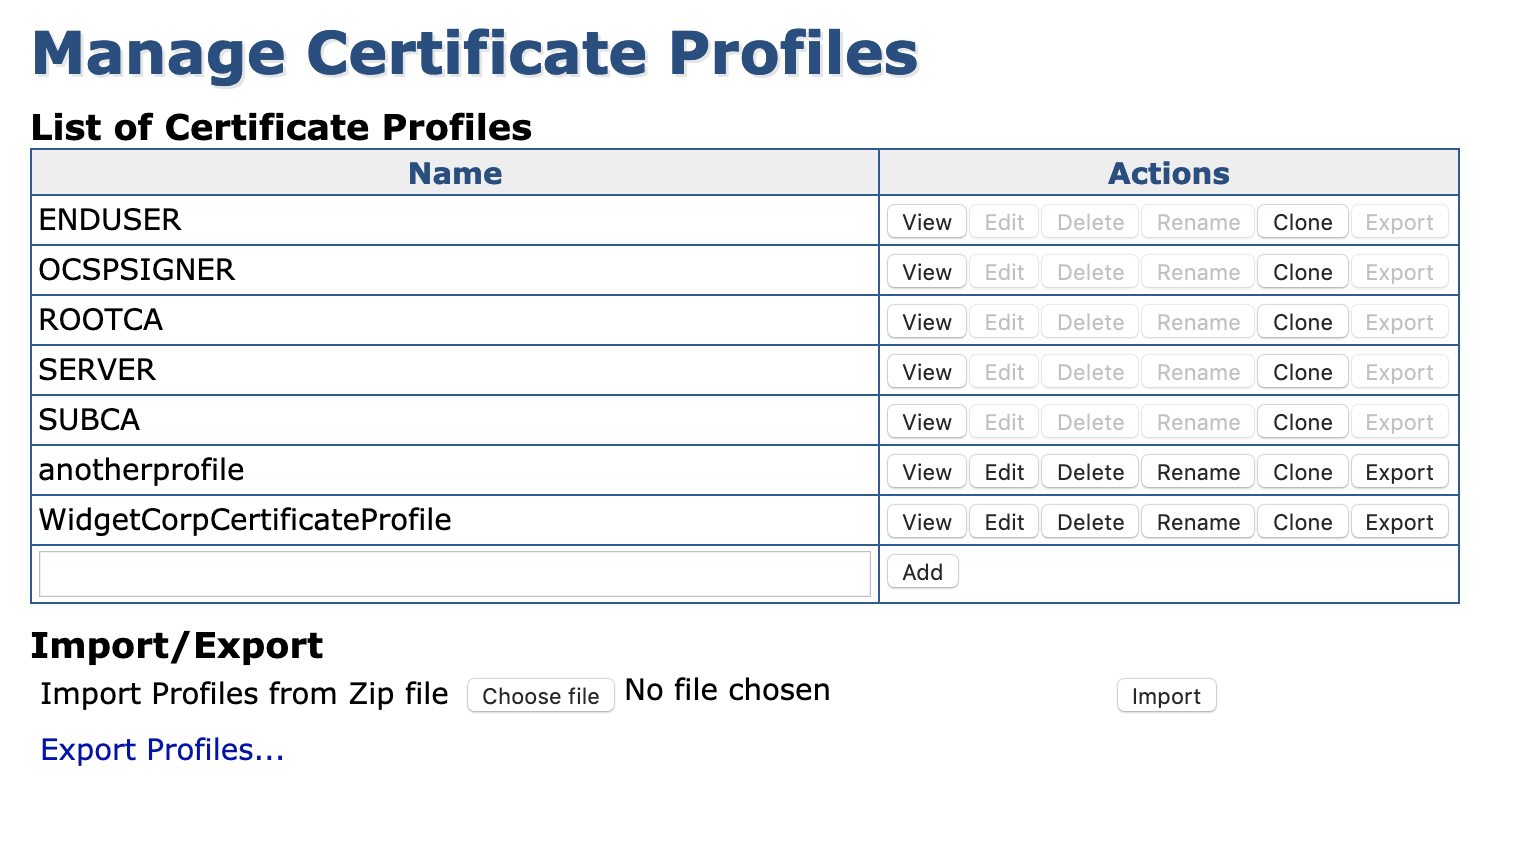 Manage Certificate Profiles
List of Certificate Profiles
Name Actions
ENDUSER View Edit Delete Rename Clone Export
OCSPSIGNER View Edit Delete Rename Clone Export
ROOTCA View Edit Delete Rename Clone Export
SERVER View Edit Delete Rename Clone Export
SUBCA View Edit Delete Rename Clone Export
anotherprofile View Edit Delete Rename Clone Export
WidgetCorpCertificateProfile View Edit Delete Rename Clone Export
Add
Import/Export
Import Profiles from Zip file Choose file No file chosen Import
Export Profiles...